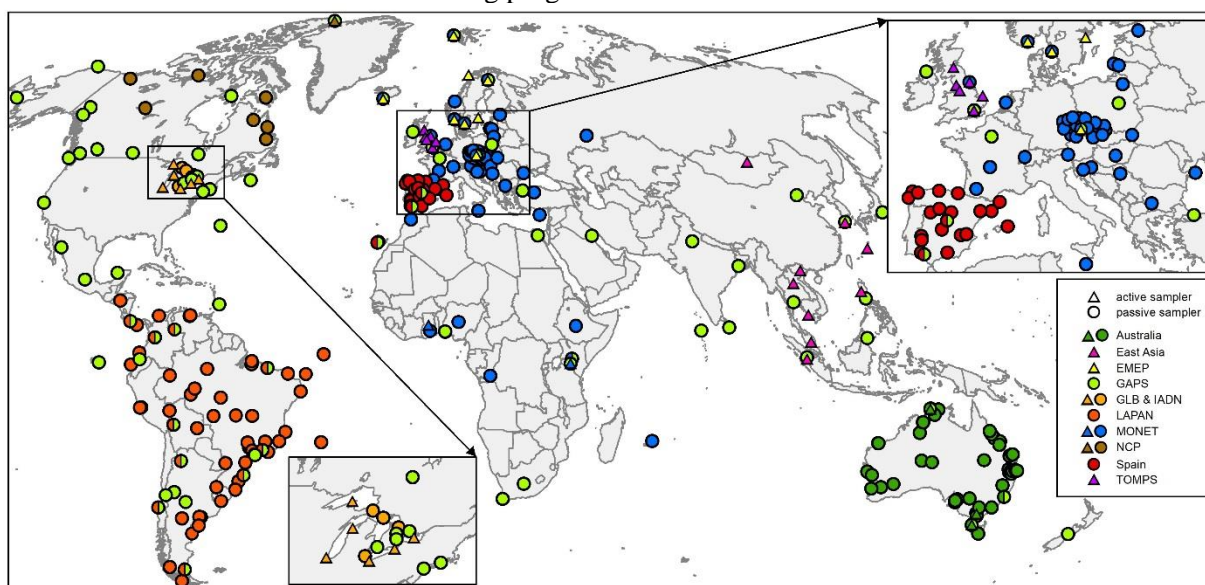 active sampler
passive sampler
Australia
East Asia
EMEP
GAPS
GLB & IADN
LAPAN
MONET
NCP
Spain
TOMPS